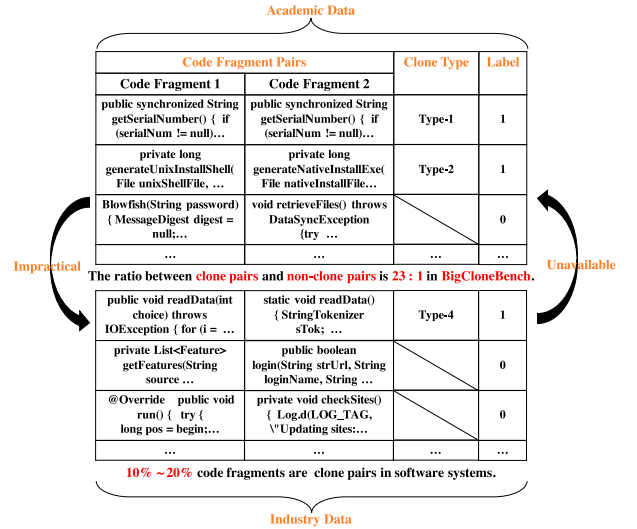 Academic Data
Code Fragment Pairs
Clone Type
Label
Code Fragment 1
Code Fragment 2
public synchronized String
getSerialNumber() { if
(serialNum != null)…
public synchronized String
getSerialNumber() { if
(serialNum != null)…
Type-1
1
private long
generateUnixInstallShell(
File unixShellFile, …
private long
generateNativeInstallExe(
File nativeInstallFile…
Type-2
1
Blowfish(String password)
{ MessageDigest digest =
null;…
void retrieveFiles() throws
DataSyncException
{try …
0
… … … …
Impractical
Unavailable
The ratio between clone pairs and non-clone pairs is 23 : 1 in BigCloneBench.
public void readData(int
choice) throws
IOException { for (i = …
static void readData()
{ StringTokenizer
sTok; …
Type-4
1
private List<Feature>
getFeatures(String
source …
public boolean
login(String strUrl, String
loginName, String …
0
@Override public void
run() { try {
long pos = begin;…
private void checkSites()
{ Log.d(LOG_TAG,
\"Updating sites:…
0
… … … …
10% ~ 20% code fragments are clone pairs in software systems.
Industry Data